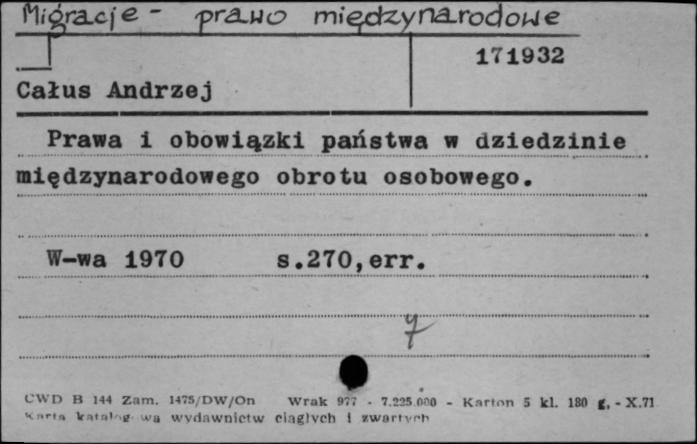 Migracje - prawo międzynarodowe
171932
Całus Andrzej
Prawa i obowiązki państwa w dziedzinie
międzynarodowego obrotu osobowego.
W-wa 1970 s.270,err.
7
CWD B 144 Zam. 1475/DW/On Wrak 977 - 7.225.000 - Karton 5 kl. 180 g. - X.71
Karta katalogowa wydawnictw ciągłych i zwartych